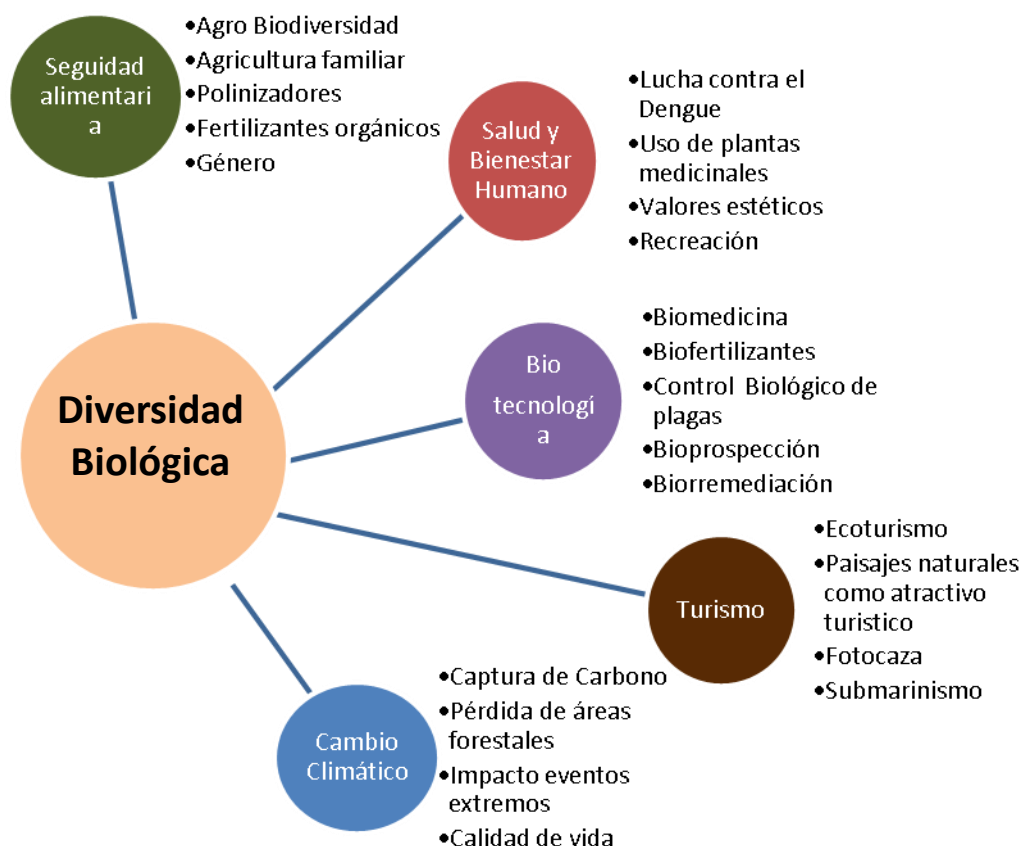 Seguidad
alimentari
a
•Agro Biodiversidad
•Agricultura familiar
•Polinizadores
•Fertilizantes orgánicos
•Género
Salud y
Bienestar
Humano
•Lucha contra el
Dengue
•Uso de plantas
medicinales
•Valores estéticos
•Recreación
Diversidad
Biológica
Bio
tecnologí
a
•Biomedicina
•Biofertilizantes
•Control Biológico de
plagas
•Bioprospección
•Biorremediación
Turismo
•Ecoturismo
•Paisajes naturales
como atractivo
turistico
•Fotocaza
•Submarinismo
Cambio
Climático
•Captura de Carbono
•Pérdida de áreas
forestales
•Impacto eventos
extremos
•Calidad de vida